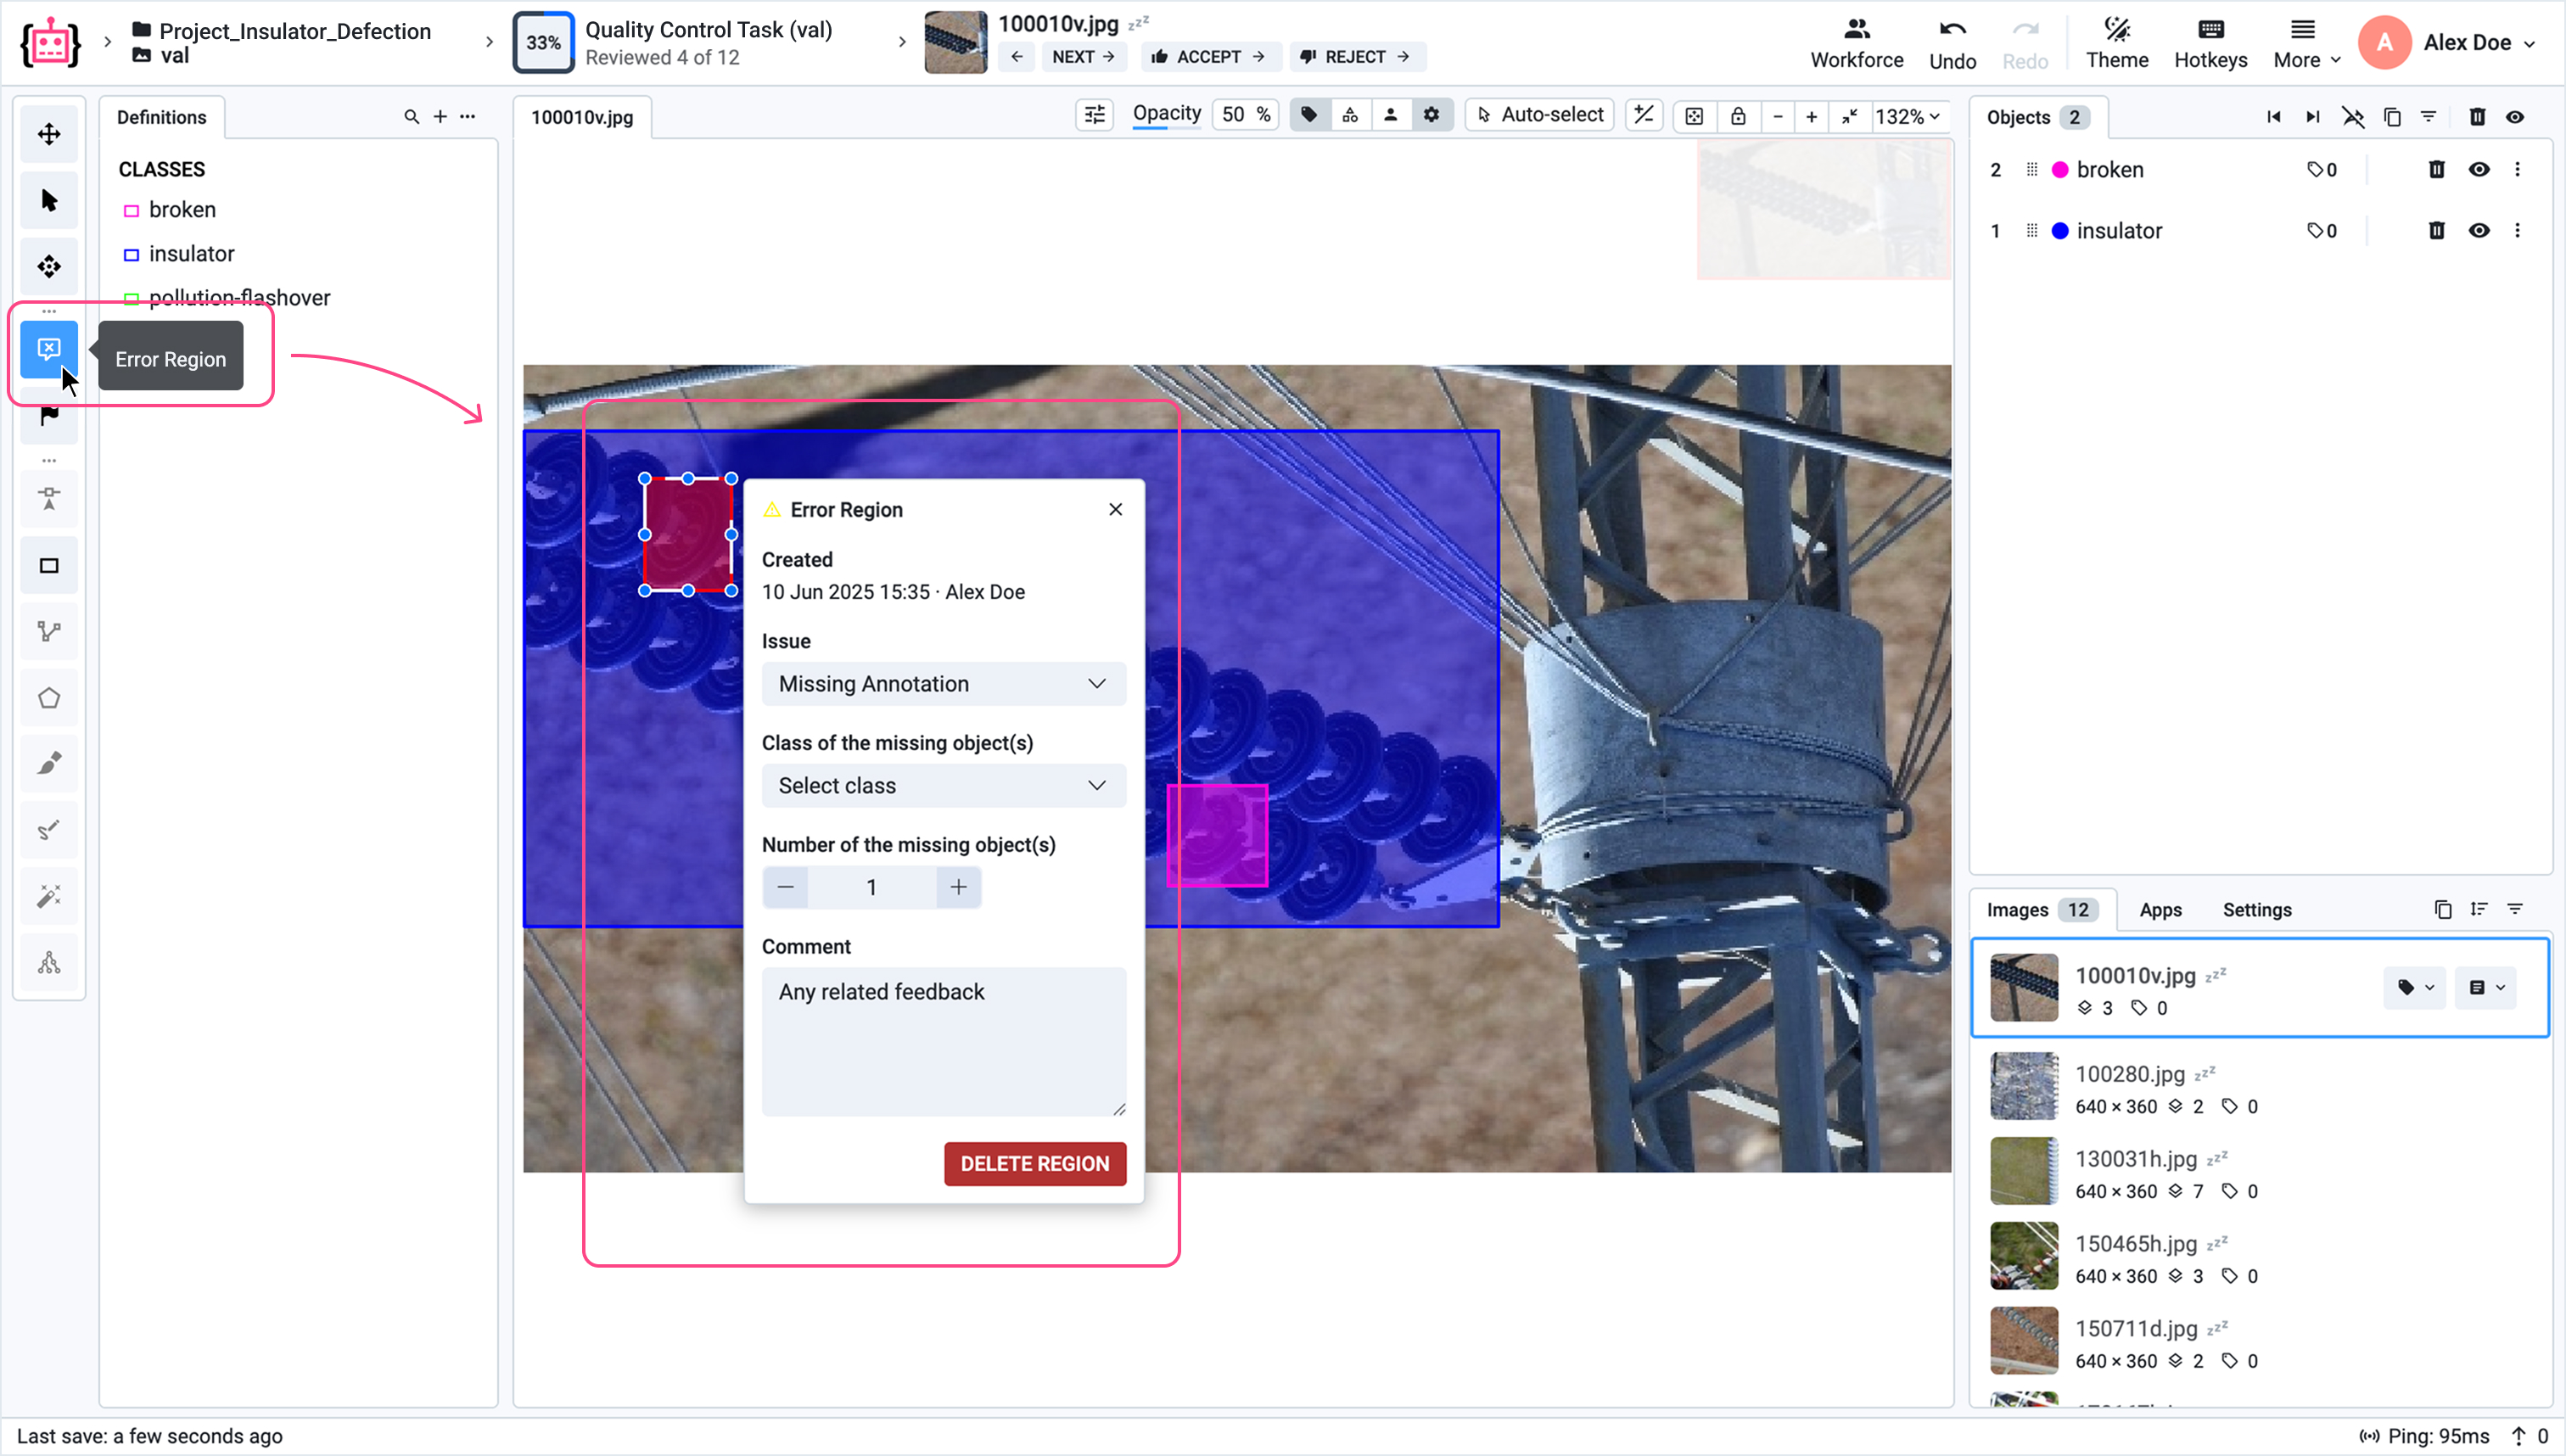 Project_Insulator_Defection
val
33%
Quality Control Task (val)
Reviewed 4 of 12
100010v.jpg zzz
NEXT
ACCEPT
REJECT
Workforce
Undo
Redo
Theme
Hotkeys
More
A
Alex Doe
Definitions
CLASSES
broken
insulator
pollution-flashover
Error Region
100010v.jpg
Opacity
50 %
Auto-select
132%
Error Region
Created
10 Jun 2025 15:35 · Alex Doe
Issue
Missing Annotation
Class of the missing object(s)
Select class
Number of the missing object(s)
1
Comment
Any related feedback
DELETE REGION
Objects 2
2 broken 0
1 insulator 0
Images 12
Apps
Settings
100010v.jpg zzz
3 0
100280.jpg zzz
640 × 360 2 0
130031h.jpg zzz
640 × 360 7 0
150465h.jpg zzz
640 × 360 3 0
150711d.jpg zzz
640 × 360 2 0
Last save: a few seconds ago
Ping: 95ms
0